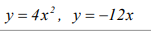 y = 4x², y = −12x